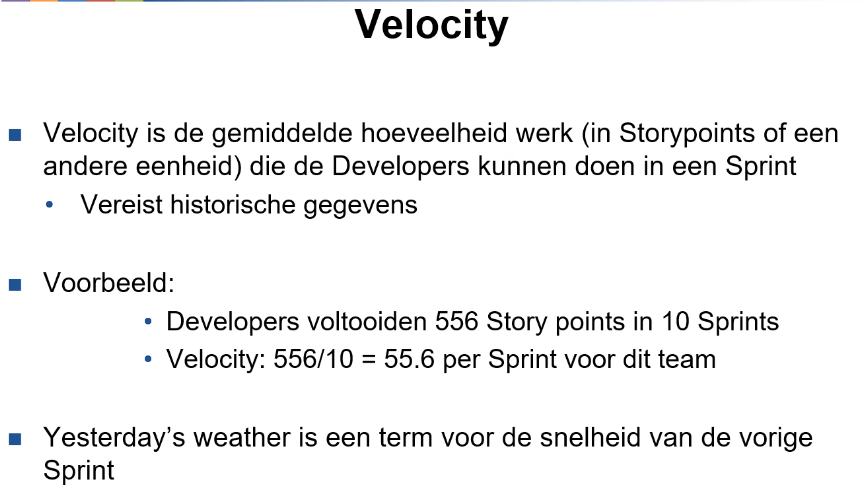 Velocity
Velocity is de gemiddelde hoeveelheid werk (in Storypoints of een
andere eenheid) die de Developers kunnen doen in een Sprint
Vereist historische gegevens
Voorbeeld:
Developers voltooiden 556 Story points in 10 Sprints
Velocity: 556/10 = 55.6 per Sprint voor dit team
Yesterday’s weather is een term voor de snelheid van de vorige
Sprint